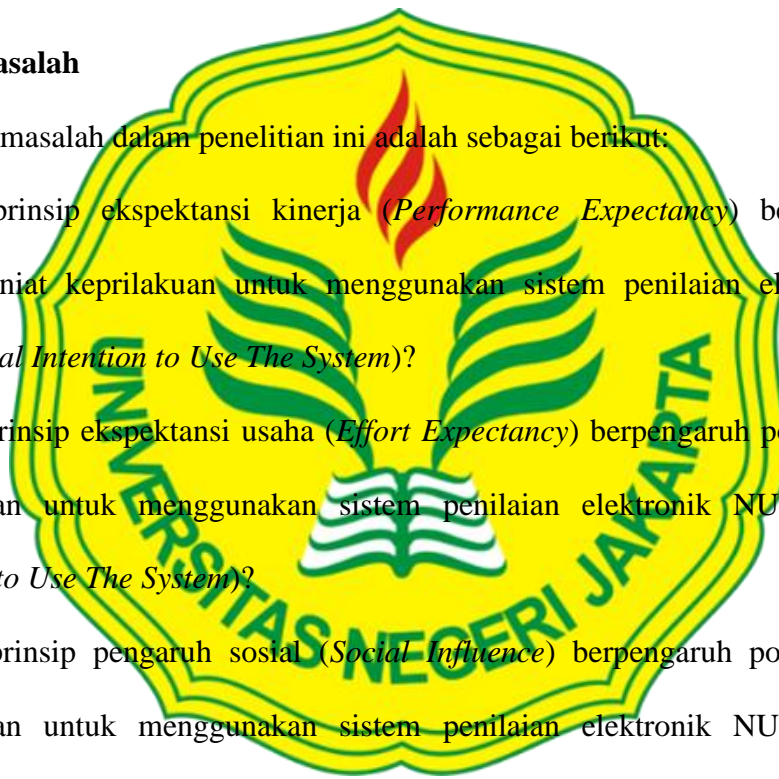 asalah
masalah dalam penelitian ini adalah sebagai berikut:
prinsip ekspektansi kinerja (Performance Expectancy) be
niat keprilakuan untuk menggunakan sistem penilaian el
al Intention to Use The System)?
rinsip ekspektansi usaha (Effort Expectancy) berpengaruh po
an untuk menggunakan sistem penilaian elektronik NU
to Use The System)?
prinsip pengaruh sosial (Social Influence) berpengaruh po
an untuk menggunakan sistem penilaian elektronik NU
UNIVERSITAS NEGERI JAKARTA